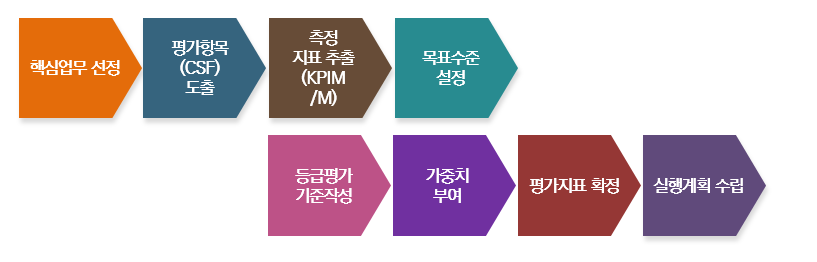 핵심업무 선정
평가항목
(CSF)
도출
측정
지표 추출
(KPIM
/M)
목표수준
설정
등급평가
기준작성
가중치
부여
평가지표 확정
실행계획 수립